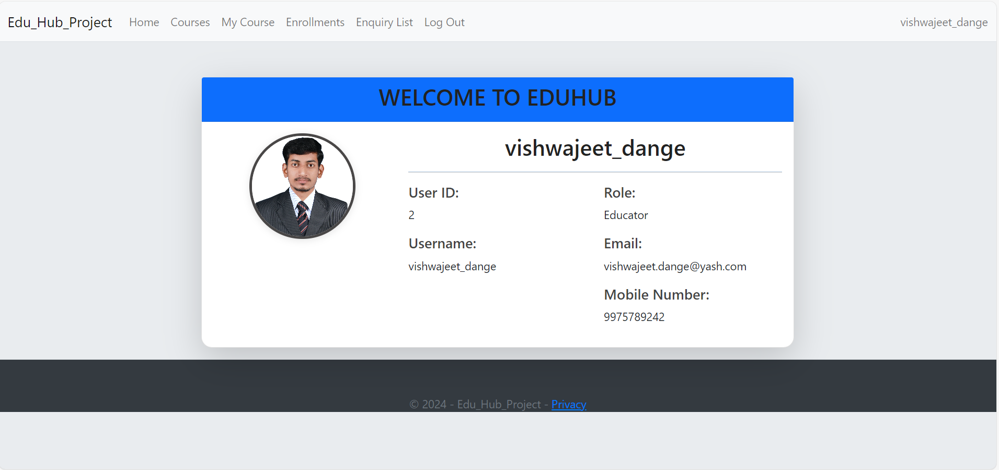 Edu_Hub_Project Home Courses My Course Enrollments Enquiry List Log Out vishwajeet_dange
WELCOME TO EDUHUB
vishwajeet_dange
User ID: Role:
2 Educator
Username: Email:
vishwajeet_dange vishwajeet.dange@yash.com
Mobile Number:
9975789242
© 2024 - Edu_Hub_Project - Privacy